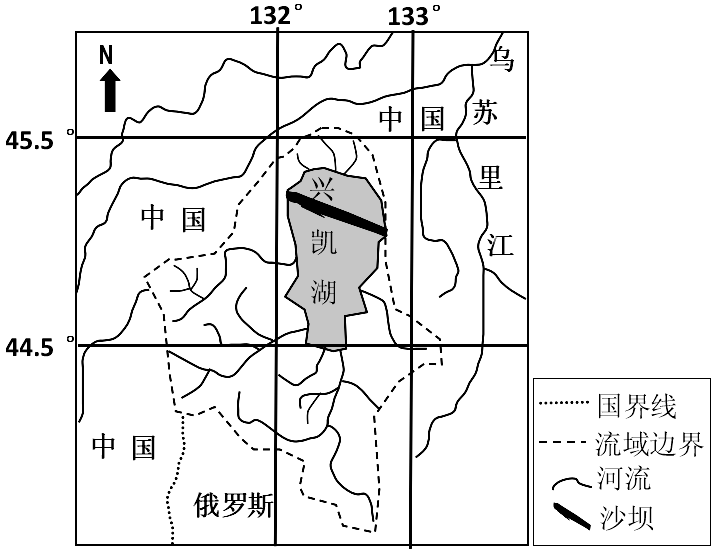 132°
133°
N
乌
苏
里
江
中国
45.5°
中国
兴
凯
湖
44.5°
中国
俄罗斯
国界线
流域边界
河流
沙坝